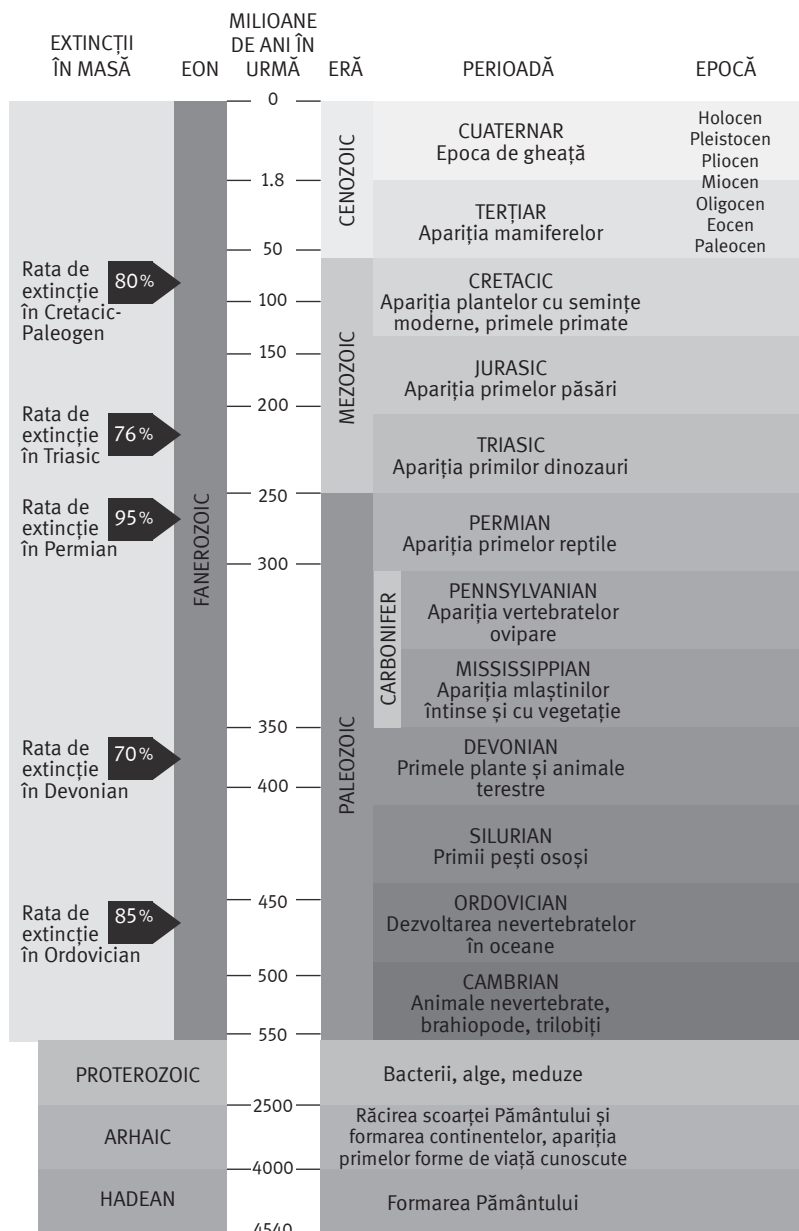 EXTINCȚII
ÎN MASĂ
EON
MILIOANE
DE ANI ÎN
URMĂ
ERĂ
PERIOADĂ
EPOCĂ
0
1.8
50
100
150
200
250
300
350
400
450
500
550
2500
4000
4540
Rata de
extincție
în Cretacic-
Paleogen
80%
Rata de
extincție
în Triasic
76%
Rata de
extincție
în Permian
95%
Rata de
extincție
în Devonian
70%
Rata de
extincție
în Ordovician
85%
FANEROZOIC
CENOZOIC
MEZOZOIC
PALEOZOIC
CUATERNAR
Epoca de gheață
TERȚIAR
Apariția mamiferelor
Holocen
Pleistocen
Pliocen
Miocen
Oligocen
Eocen
Paleocen
CRETACIC
Apariția plantelor cu semințe
moderne, primele primate
JURASIC
Apariția primelor păsări
TRIASIC
Apariția primilor dinozauri
PERMIAN
Apariția primelor reptile
CARBONIFER
PENNSYLVANIAN
Apariția vertebratelor
ovipare
MISSISSIPPIAN
Apariția mlaștinilor
întinse și cu vegetație
DEVONIAN
Primele plante și animale
terestre
SILURIAN
Primii pești osoși
ORDOVICIAN
Dezvoltarea nevertebratelor
în oceane
CAMBRIAN
Animale nevertebrate,
brahiopode, trilobiți
PROTEROZOIC
Bacterii, alge, meduze
ARHAIC
Răcirea scoarței Pământului și
formarea continentelor, apariția
primelor forme de viață cunoscute
HADEAN
Formarea Pământului